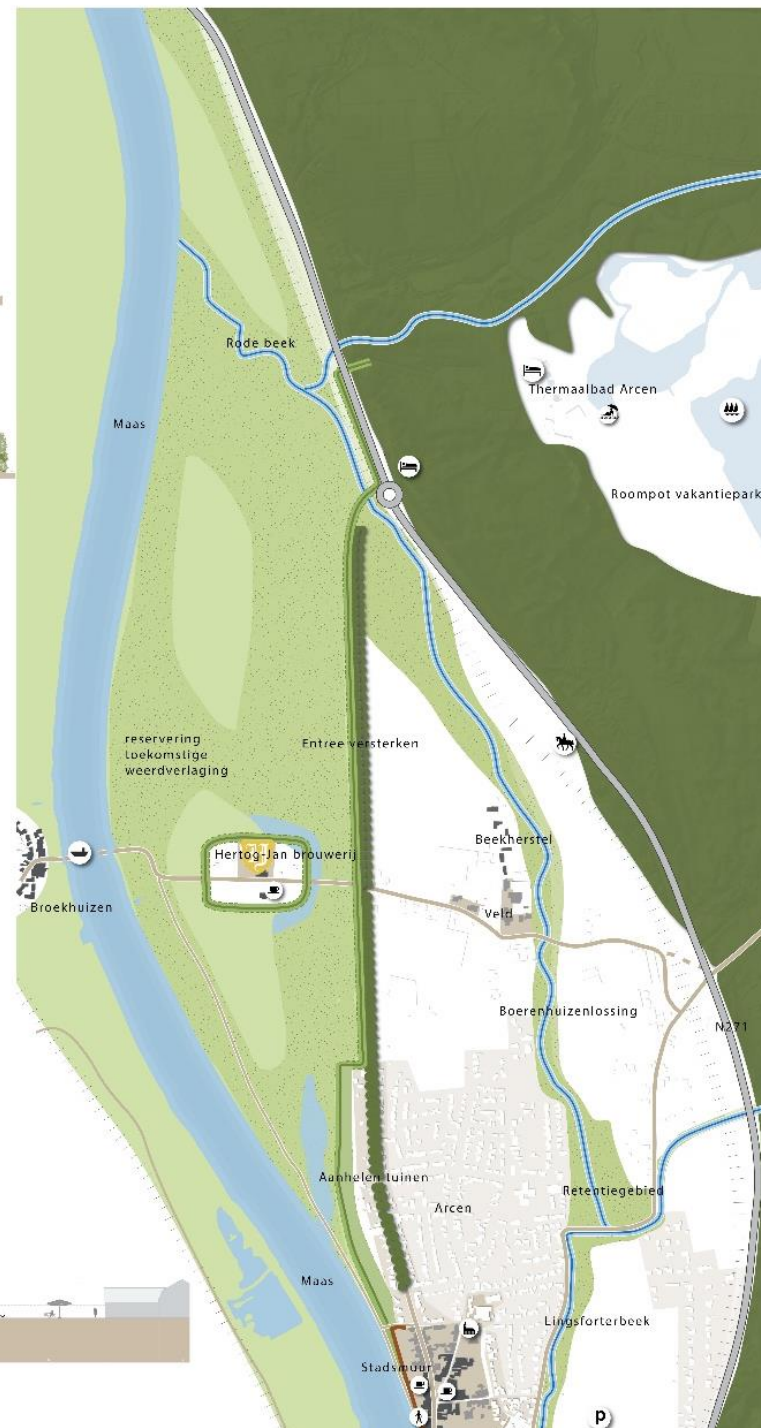 Rode beek
Thermaalbad Arcen
Maas
Roompot vakantiepark
reservering
toekomstige
weerdverlaging
Entree versterken
Beekherstel
Hertog-Jan brouwerij
Broekhuizen
Veld
Boerenhuizenlossing
N271
Aanhelen tuinen
Retentiegebied
Arcen
Maas
Lingsforterbeek
Stadsmuur
P